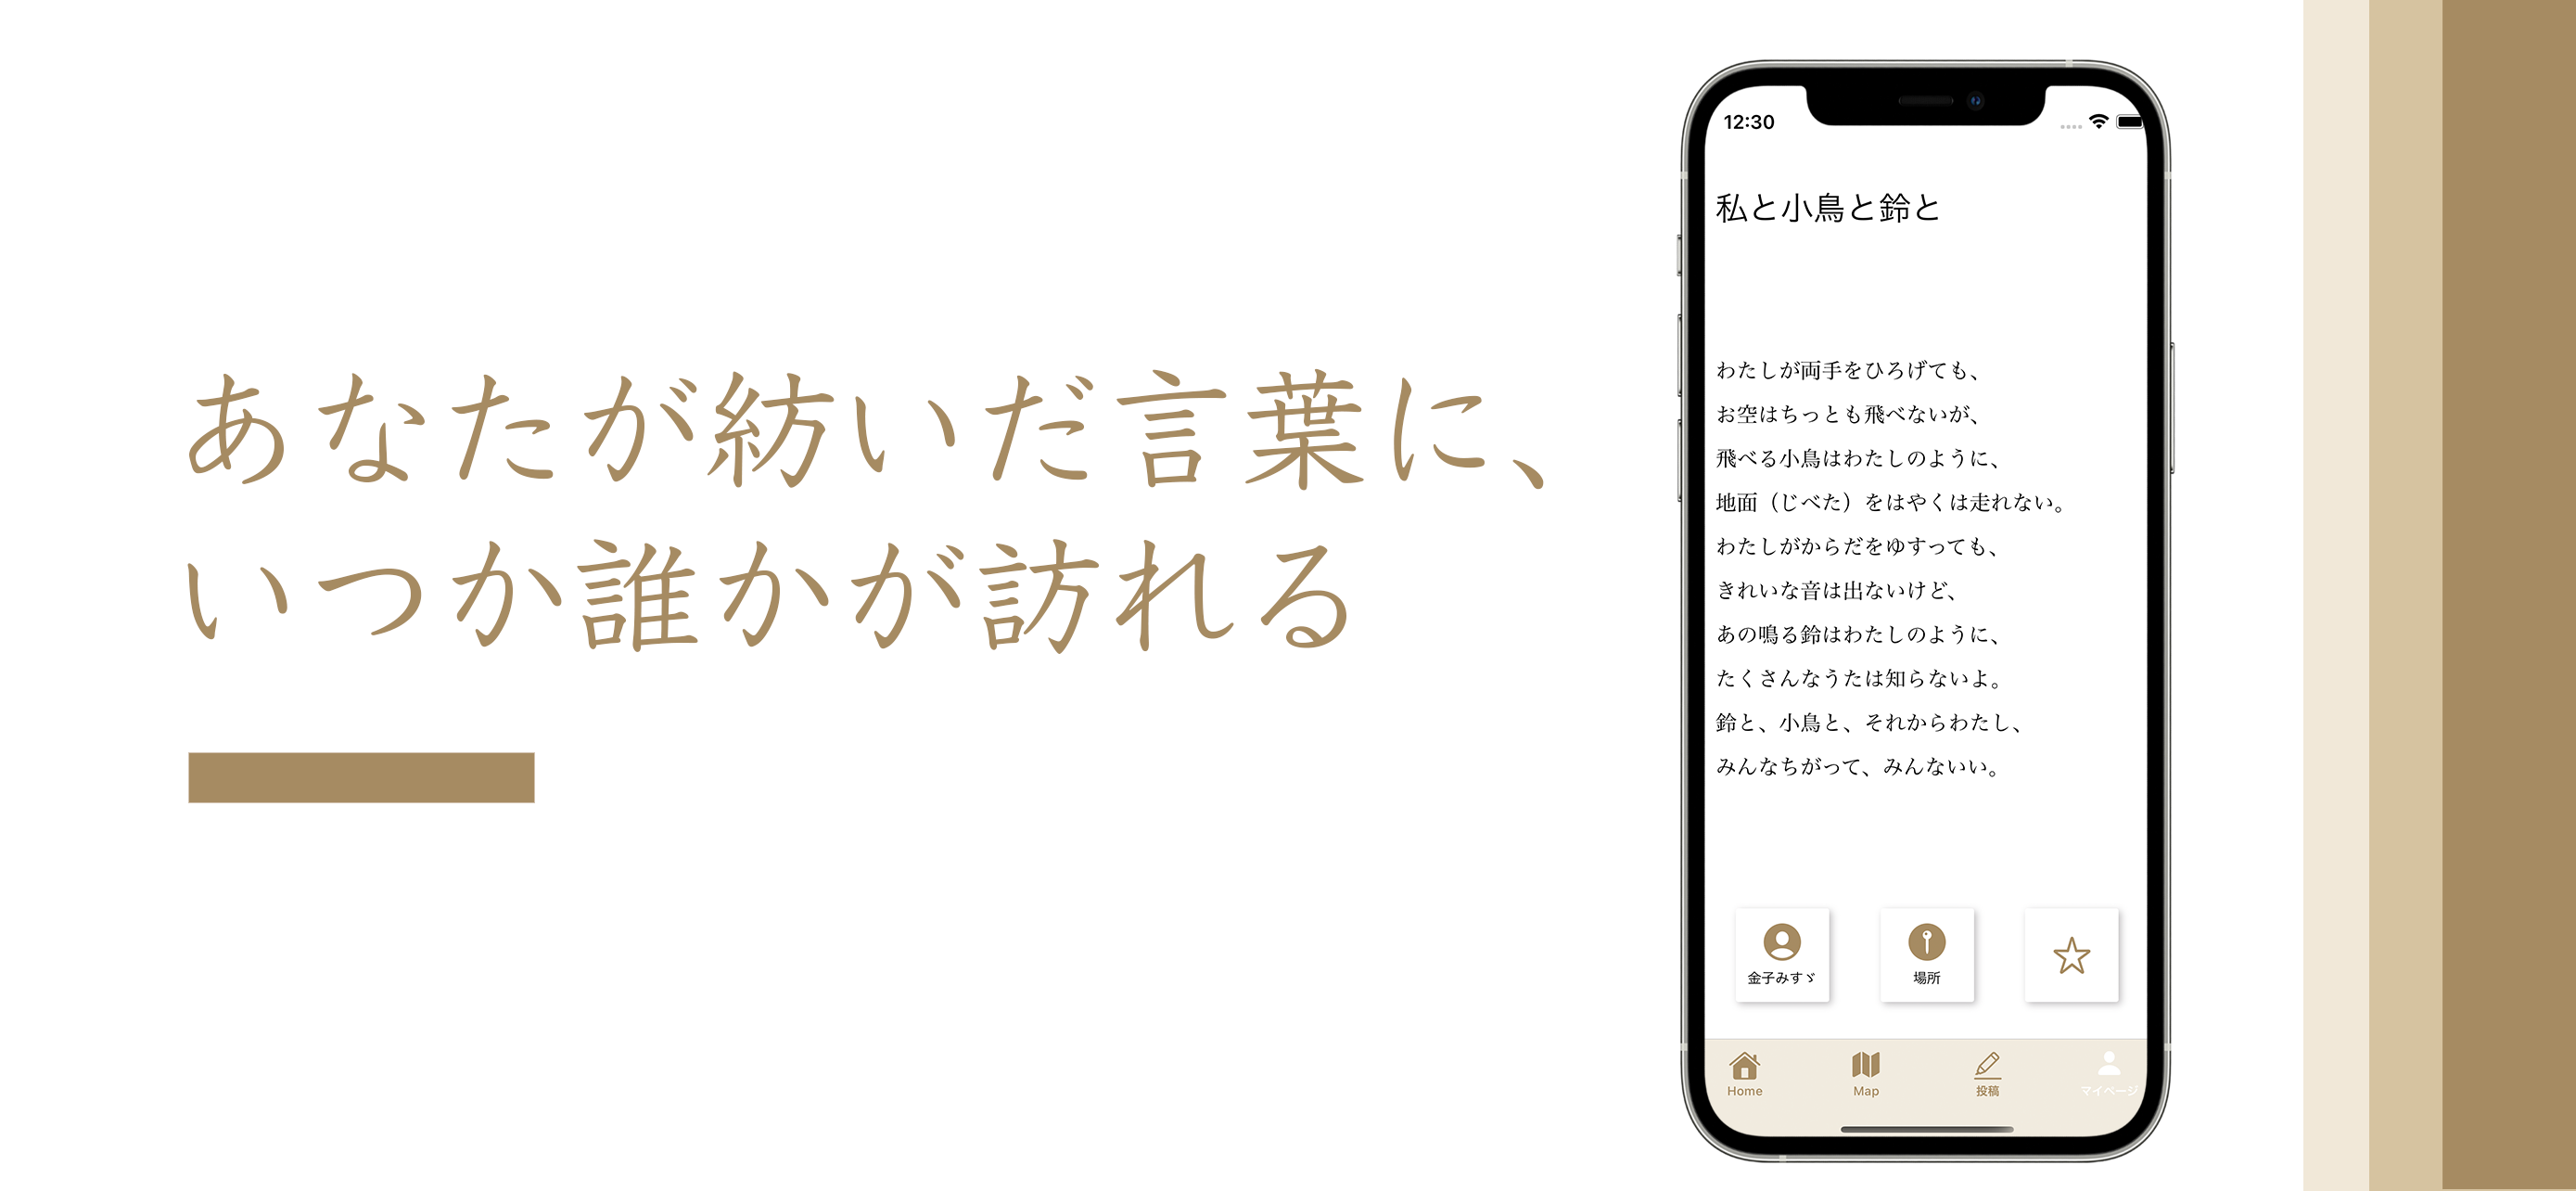 あなたが紡いだ言葉に、
いつか誰かが訪れる
12:30
私と小鳥と鈴と
わたしが両手をひろげても、
お空はちっとも飛べないが、
飛べる小鳥はわたしのように、
地面（じべた）をはやくは走れない。
わたしがからだをゆすっても、
きれいな音は出ないけど、
あの鳴る鈴はわたしのように、
たくさんなうたは知らないよ。
鈴と、小鳥と、それからわたし、
みんなちがって、みんないい。
金子みすゞ
場所
Home
Map
投稿
マイページ